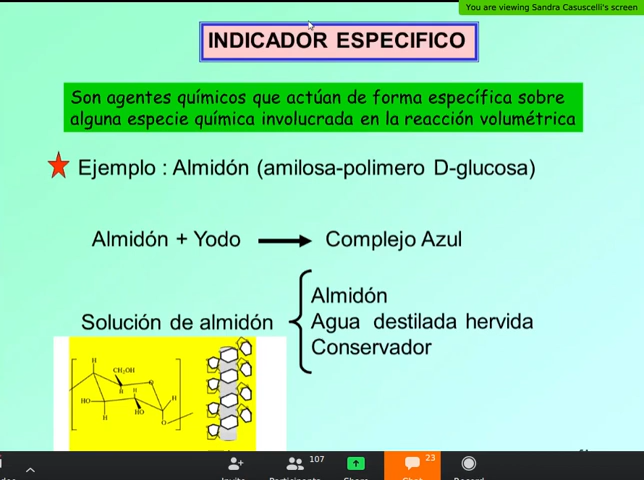 You are viewing Sandra Casuscelli's screen
INDICADOR ESPECIFICO
Son agentes químicos que actúan de forma específica sobre
alguna especie química involucrada en la reacción volumétrica
Ejemplo : Almidón (amilosa-polimero D-glucosa)
Almidón + Yodo
Complejo Azul
Solución de almidón
Almidón
Agua destilada hervida
Conservador
H
CH₂OH
O
H
H
H
HO
HO
H
O
107
23